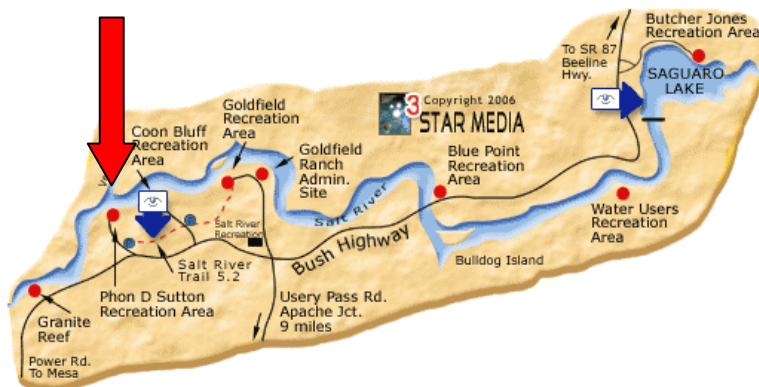 Butcher Jones
Recreation Area
To SR 87
Beeline
Hwy.
SAGUARO
LAKE
3
Copyright 2006
STAR MEDIA
Goldfield
Recreation
Area
Coon Bluff
Recreation
Area
Goldfield
Ranch
Admin.
Site
Blue Point
Recreation
Area
Salt River
Water Users
Recreation
Area
Salt River
Recreation
Bush Highway
Bulldog Island
Salt River
Trail 5.2
Phon D Sutton
Recreation Area
Usery Pass Rd.
Apache Jct.
9 miles
Granite
Reef
Power Rd.
To Mesa